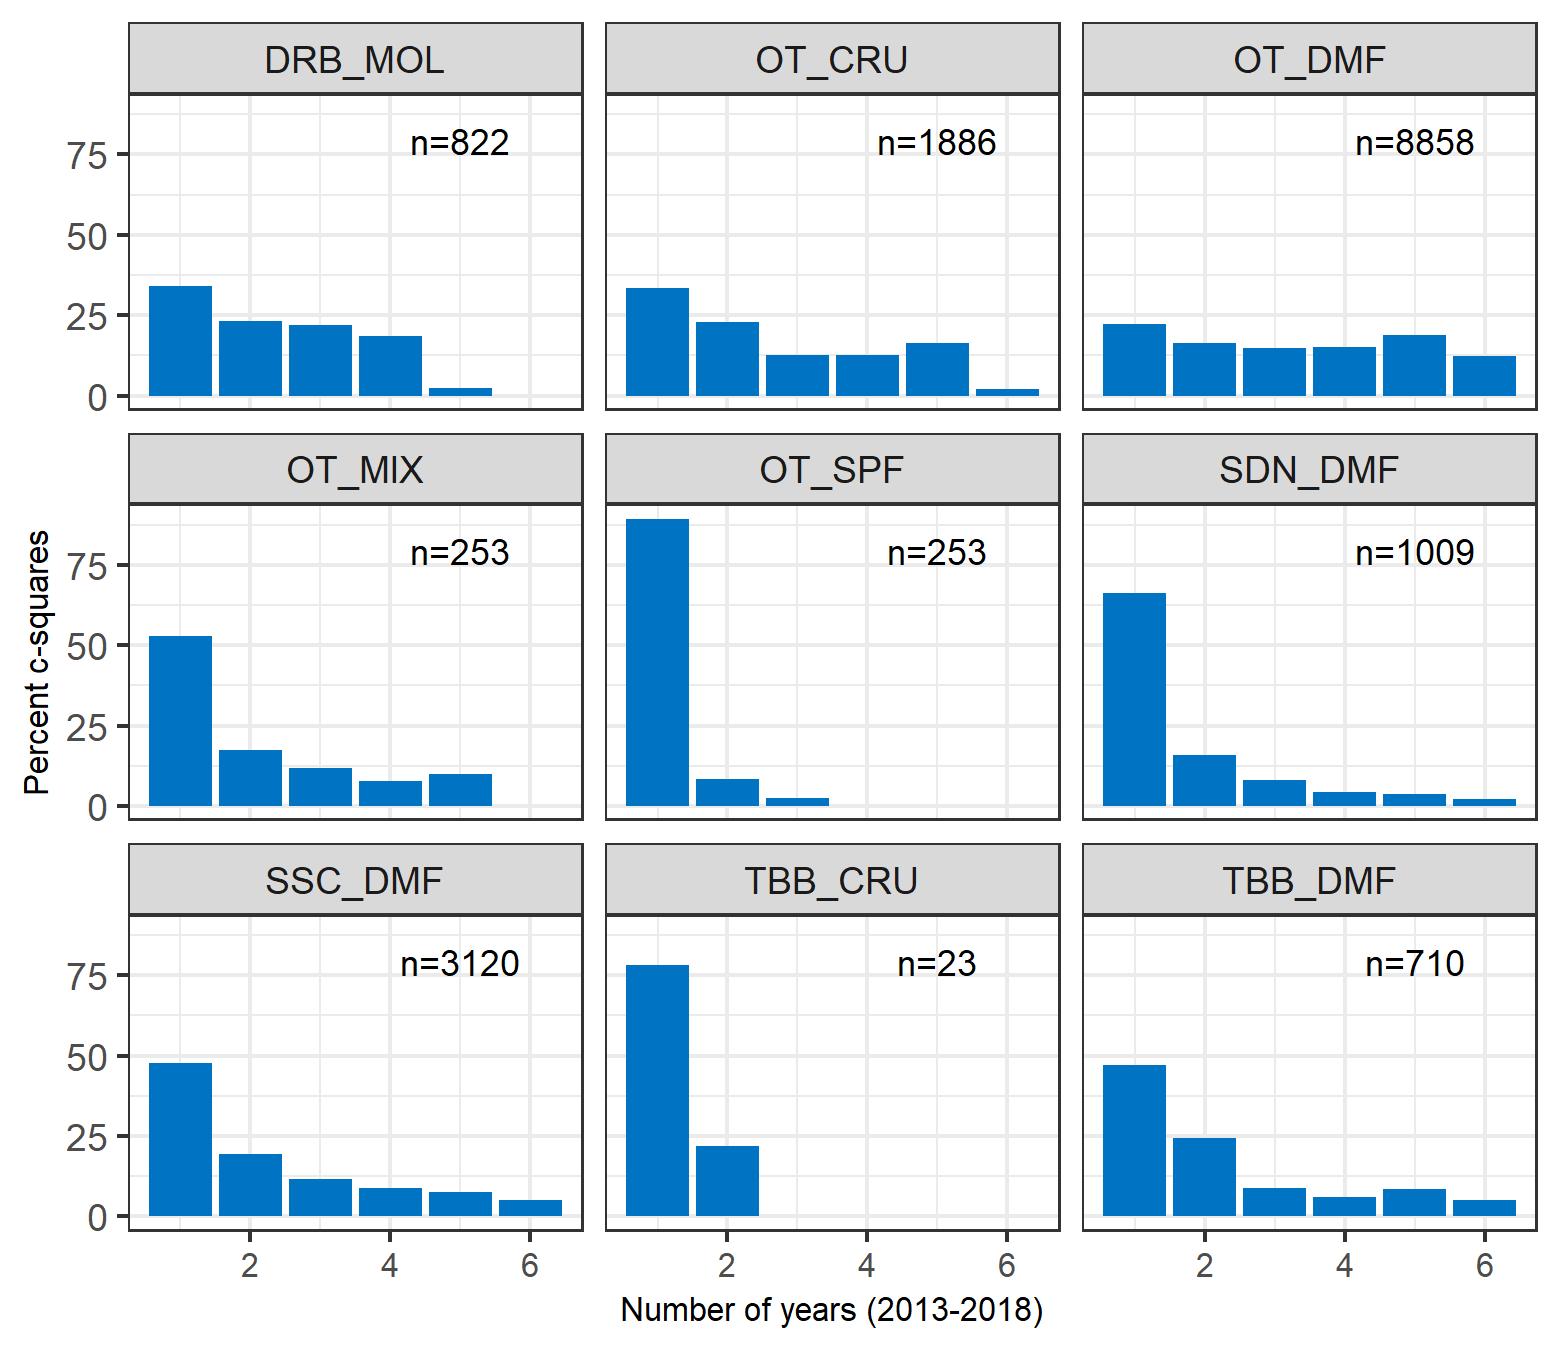 DRB_MOL
OT_CRU
OT_DMF
n=822
n=1886
n=8858
75
50
25
0
OT_MIX
OT_SPF
SDN_DMF
n=253
n=253
n=1009
75
50
25
0
Percent c-squares
SSC_DMF
TBB_CRU
TBB_DMF
n=3120
n=23
n=710
75
50
25
0
2 4 6
2 4 6
2 4 6
Number of years (2013-2018)